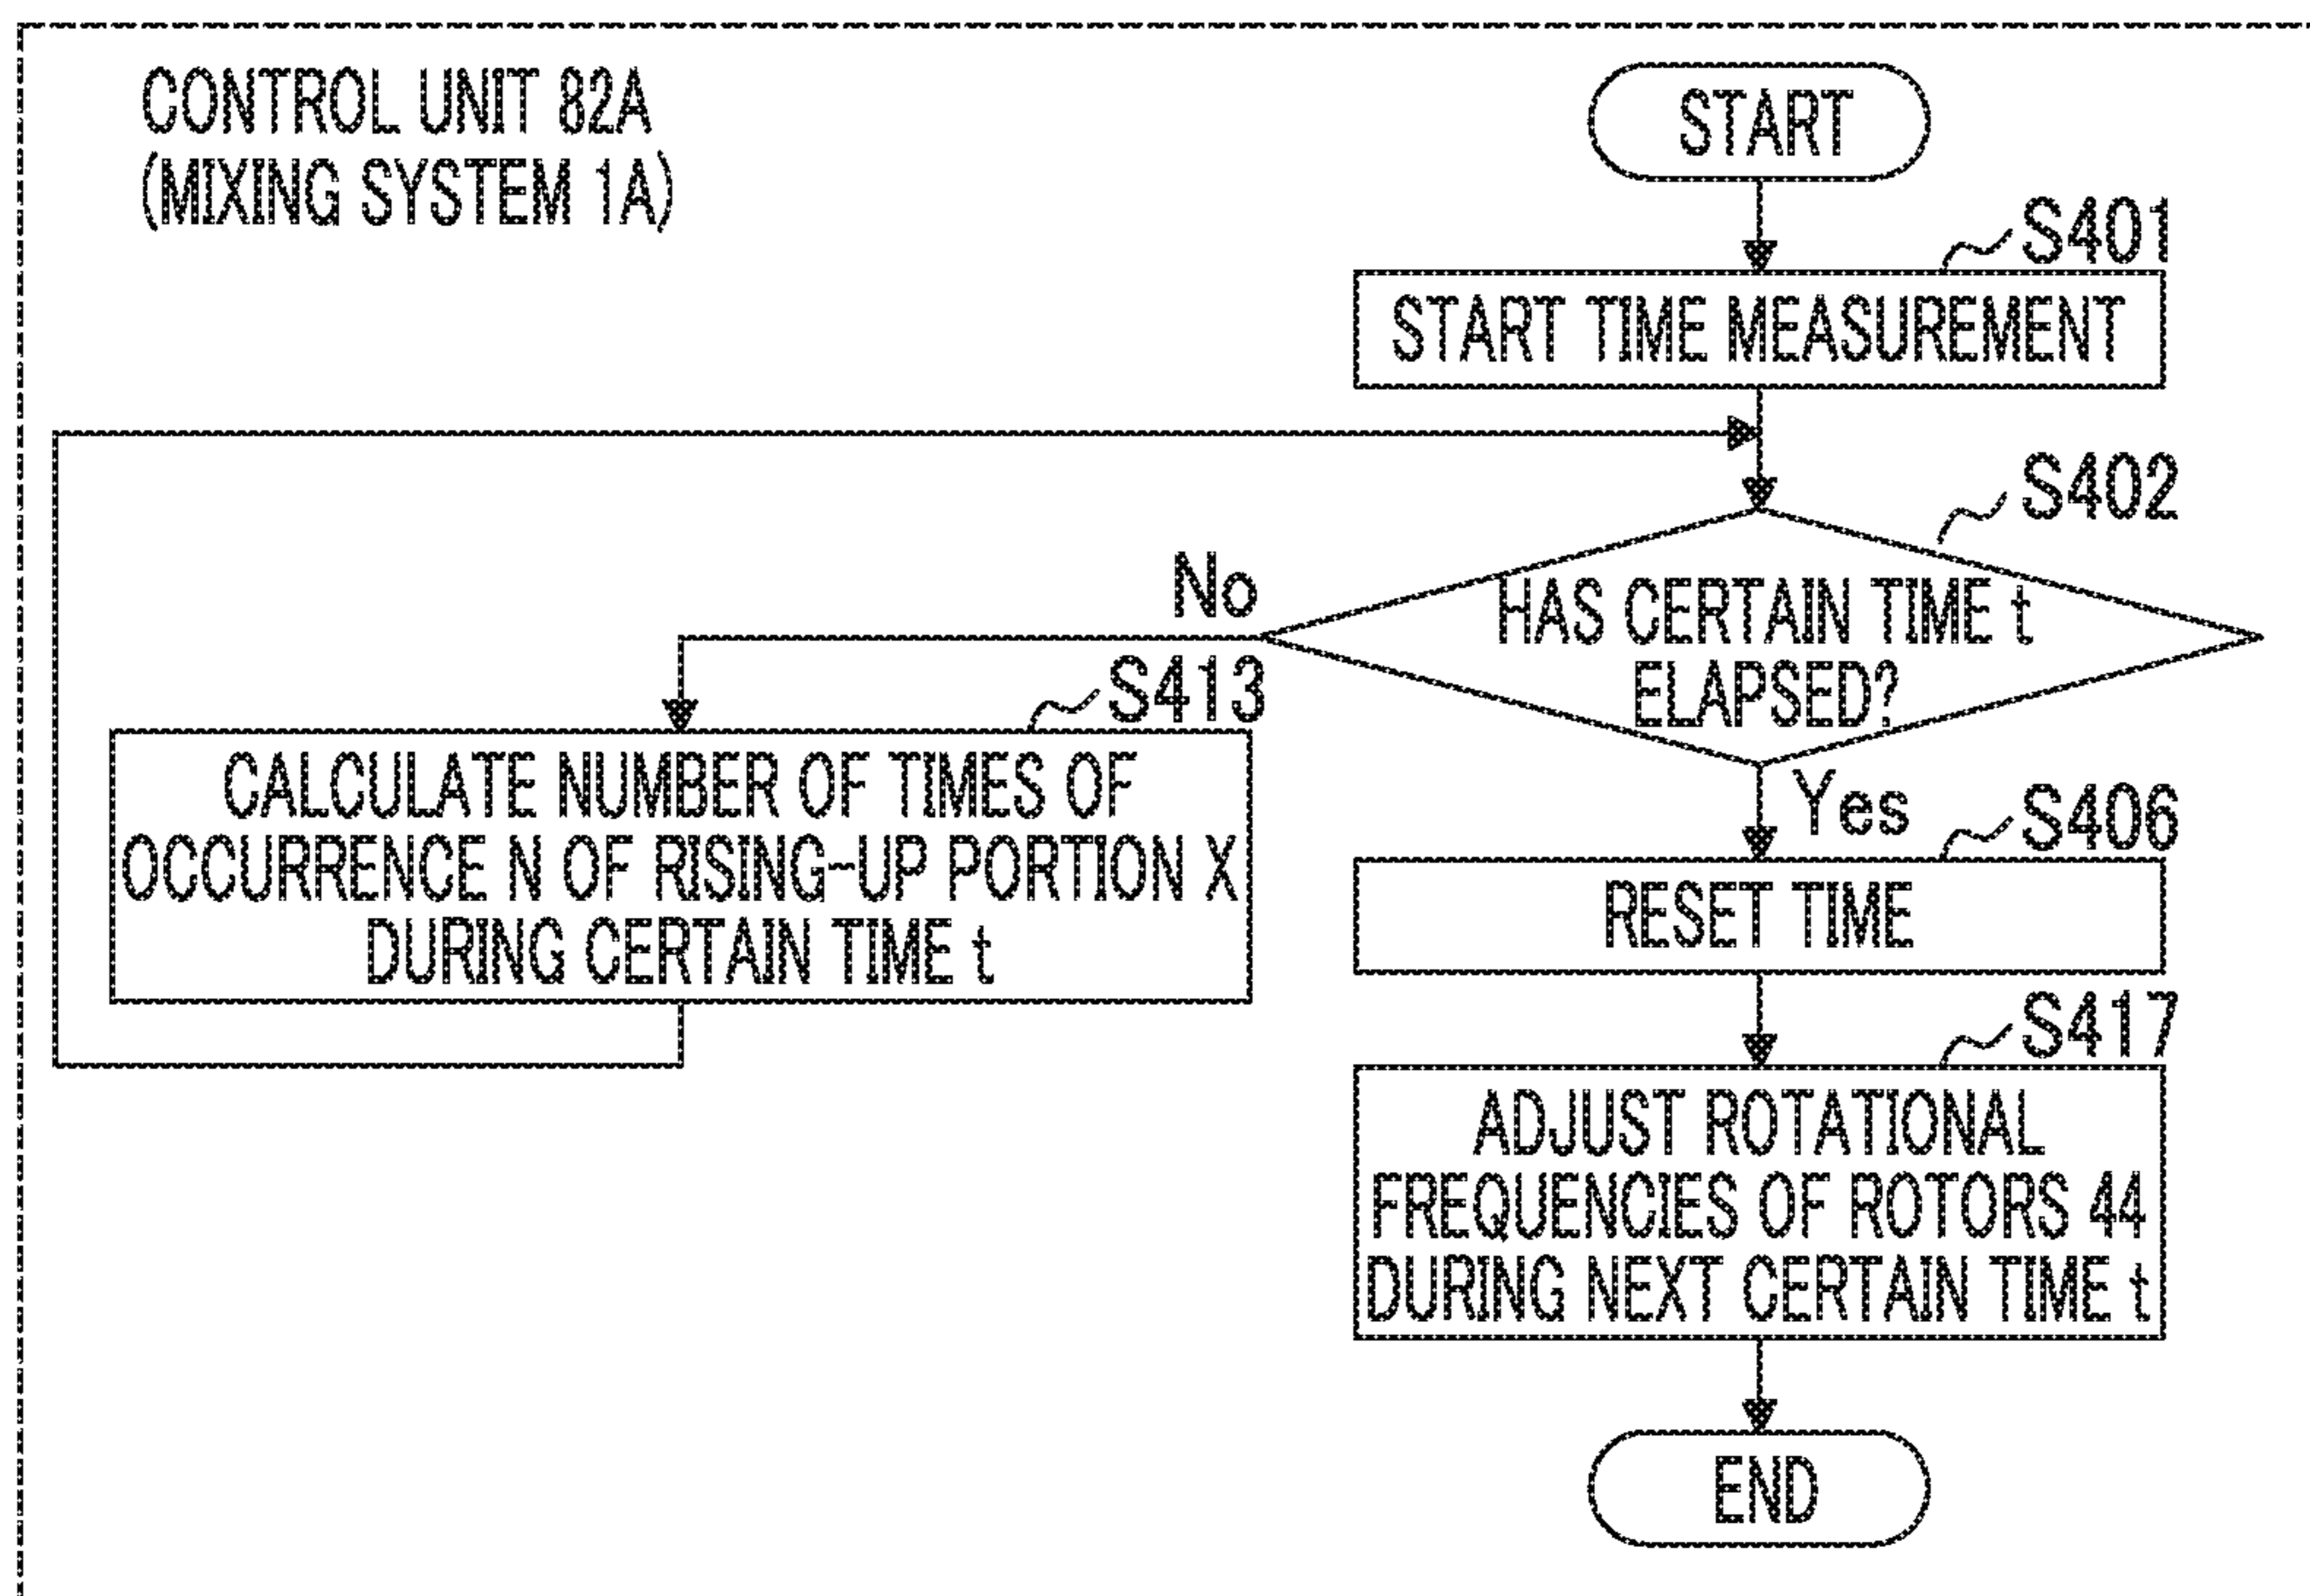 CONTROL UNIT 82A
(MIXING SYSTEM 1A)
START
S401
START TIME MEASUREMENT
S402
HAS CERTAIN TIME t
ELAPSED?
No
S413
CALCULATE NUMBER OF TIMES OF
OCCURRENCE N OF RISING-UP PORTION X
DURING CERTAIN TIME t
Yes
S406
RESET TIME
S417
ADJUST ROTATIONAL
FREQUENCIES OF ROTORS 44
DURING NEXT CERTAIN TIME t
END